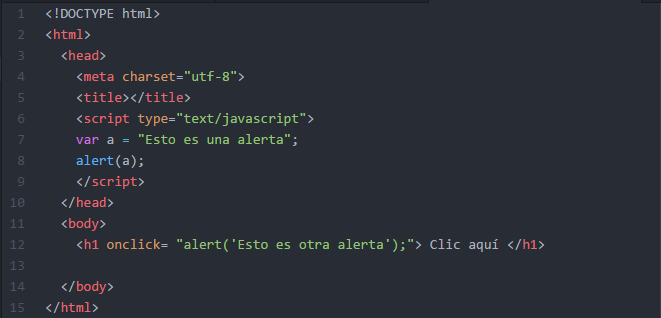 1 <!DOCTYPE html>
2 <html>
3 <head>
4 <meta charset="utf-8">
5 <title></title>
6 <script type="text/javascript">
7 var a = "Esto es una alerta";
8 alert(a);
9 </script>
10 </head>
11 <body>
12 <h1 onclick= "alert('Esto es otra alerta');"> Clic aquí </h1>
13
14 </body>
15 </html>